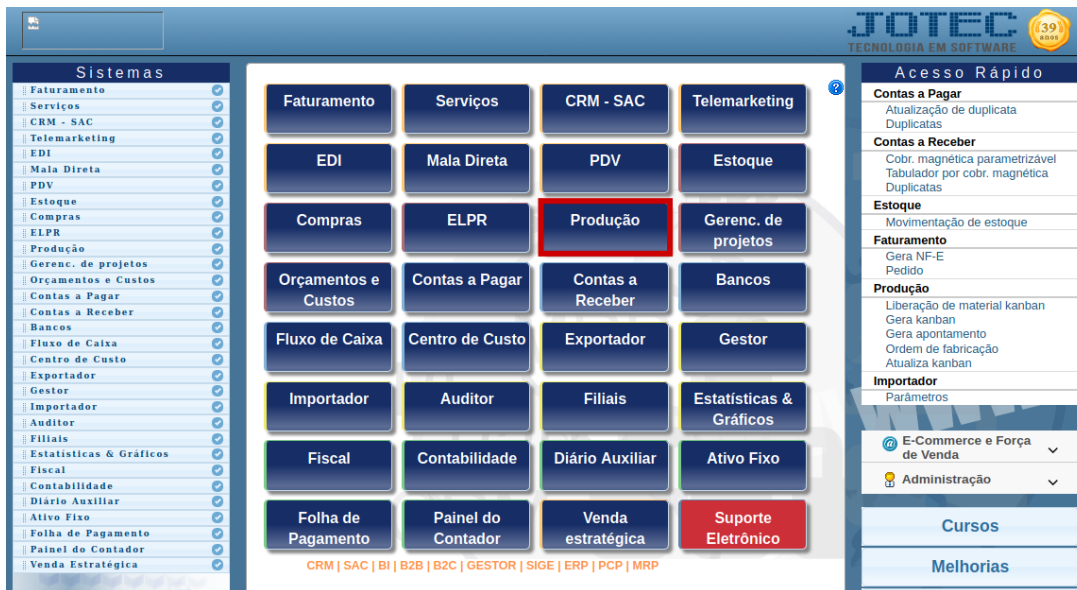 JOTEC
TECNOLOGIA EM SOFTWARE
39
anos
Sistemas
Faturamento
Serviços
CRM - SAC
Telemarketing
EDI
Mala Direta
PDV
Estoque
Compras
ELPR
Produção
Gerenc. de projetos
Orçamentos e Custos
Contas a Pagar
Contas a Receber
Bancos
Fluxo de Caixa
Centro de Custo
Exportador
Gestor
Importador
Auditor
Filiais
Estatísticas & Gráficos
Fiscal
Contabilidade
Diário Auxiliar
Ativo Fixo
Folha de Pagamento
Painel do Contador
Venda Estratégica
Faturamento
Serviços
CRM - SAC
Telemarketing
EDI
Mala Direta
PDV
Estoque
Compras
ELPR
Produção
Gerenc. de
projetos
Orçamentos e
Custos
Contas a Pagar
Contas a
Receber
Bancos
Fluxo de Caixa
Centro de Custo
Exportador
Gestor
Importador
Auditor
Filiais
Estatísticas &
Gráficos
Fiscal
Contabilidade
Diário Auxiliar
Ativo Fixo
Folha de
Pagamento
Painel do
Contador
Venda
estratégica
Suporte
Eletrônico
CRM | SAC | BI | B2B | B2C | GESTOR | SIGE | ERP | PCP | MRP
?
Acesso Rápido
Contas a Pagar
Atualização de duplicata
Duplicatas
Contas a Receber
Cobr. magnética parametrizável
Tabulador por cobr. magnética
Duplicatas
Estoque
Movimentação de estoque
Faturamento
Gera NF-E
Pedido
Produção
Liberação de material kanban
Gera kanban
Gera apontamento
Ordem de fabricação
Atualiza kanban
Importador
Parâmetros
WWW
@ E-Commerce e Força
de Venda
Administração
Cursos
Melhorias